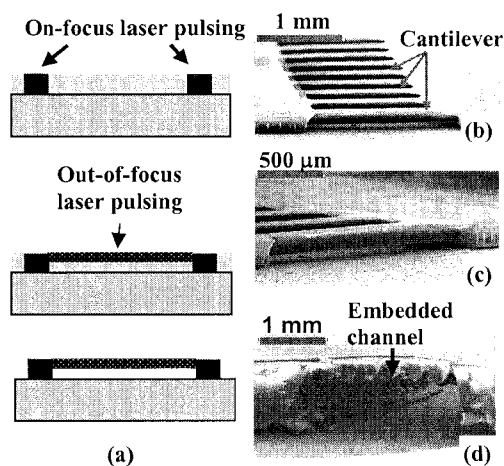 On-focus laser pulsing
Out-of-focus
laser pulsing
(a)
1 mm
Cantilever
(b)
500 µm
(c)
1 mm
Embedded
channel
(d)